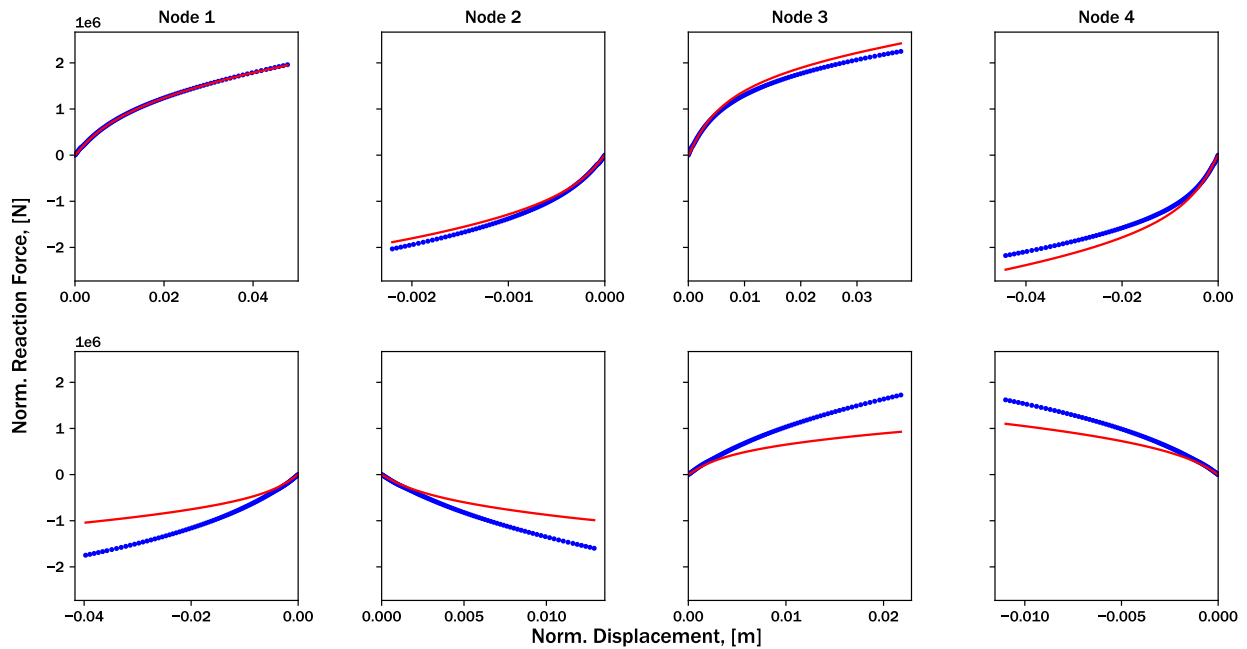 Node 1 Node 2 Node 3 Node 4
1e6
2
1
0
−1
−2
0.00 0.02 0.04
−0.002 −0.001 0.000
0.00 0.01 0.02 0.03
−0.04 −0.02 0.00
Norm. Reaction Force, [N]
1e6
2
1
0
−1
−2
−0.04 −0.02 0.00
0.000 0.005 0.010
0.00 0.01 0.02
−0.010 −0.005 0.000
Norm. Displacement, [m]